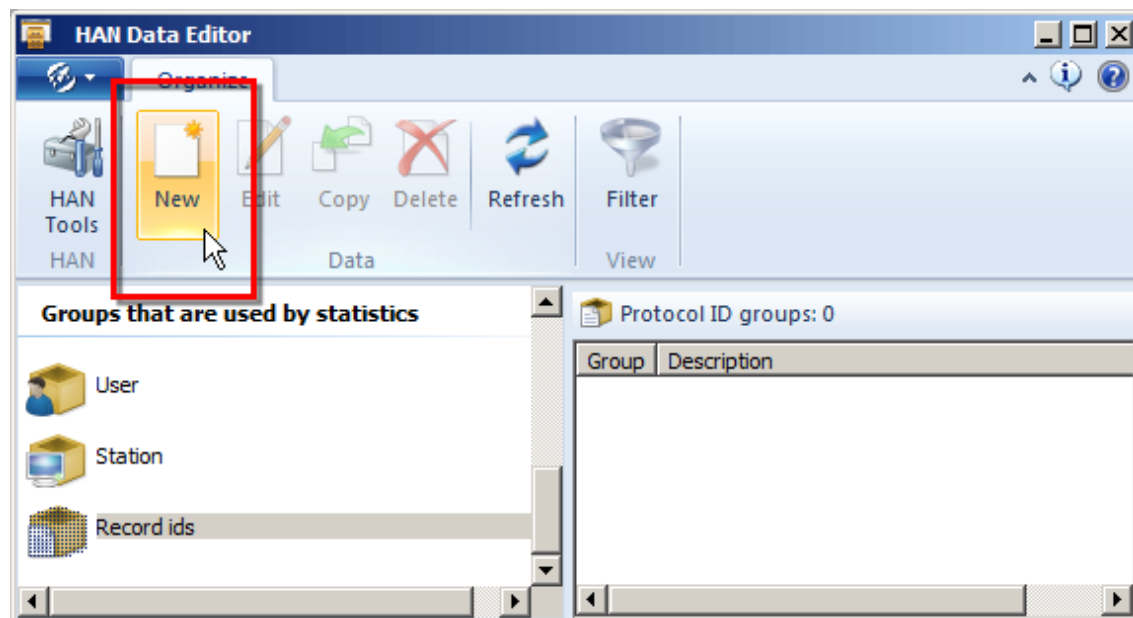 HAN Data Editor
Organize
HAN Tools
New
Edit
Copy
Delete
Refresh
Filter
HAN
Data
View
Groups that are used by statistics
Protocol ID groups: 0
Group Description
User
Station
Record ids